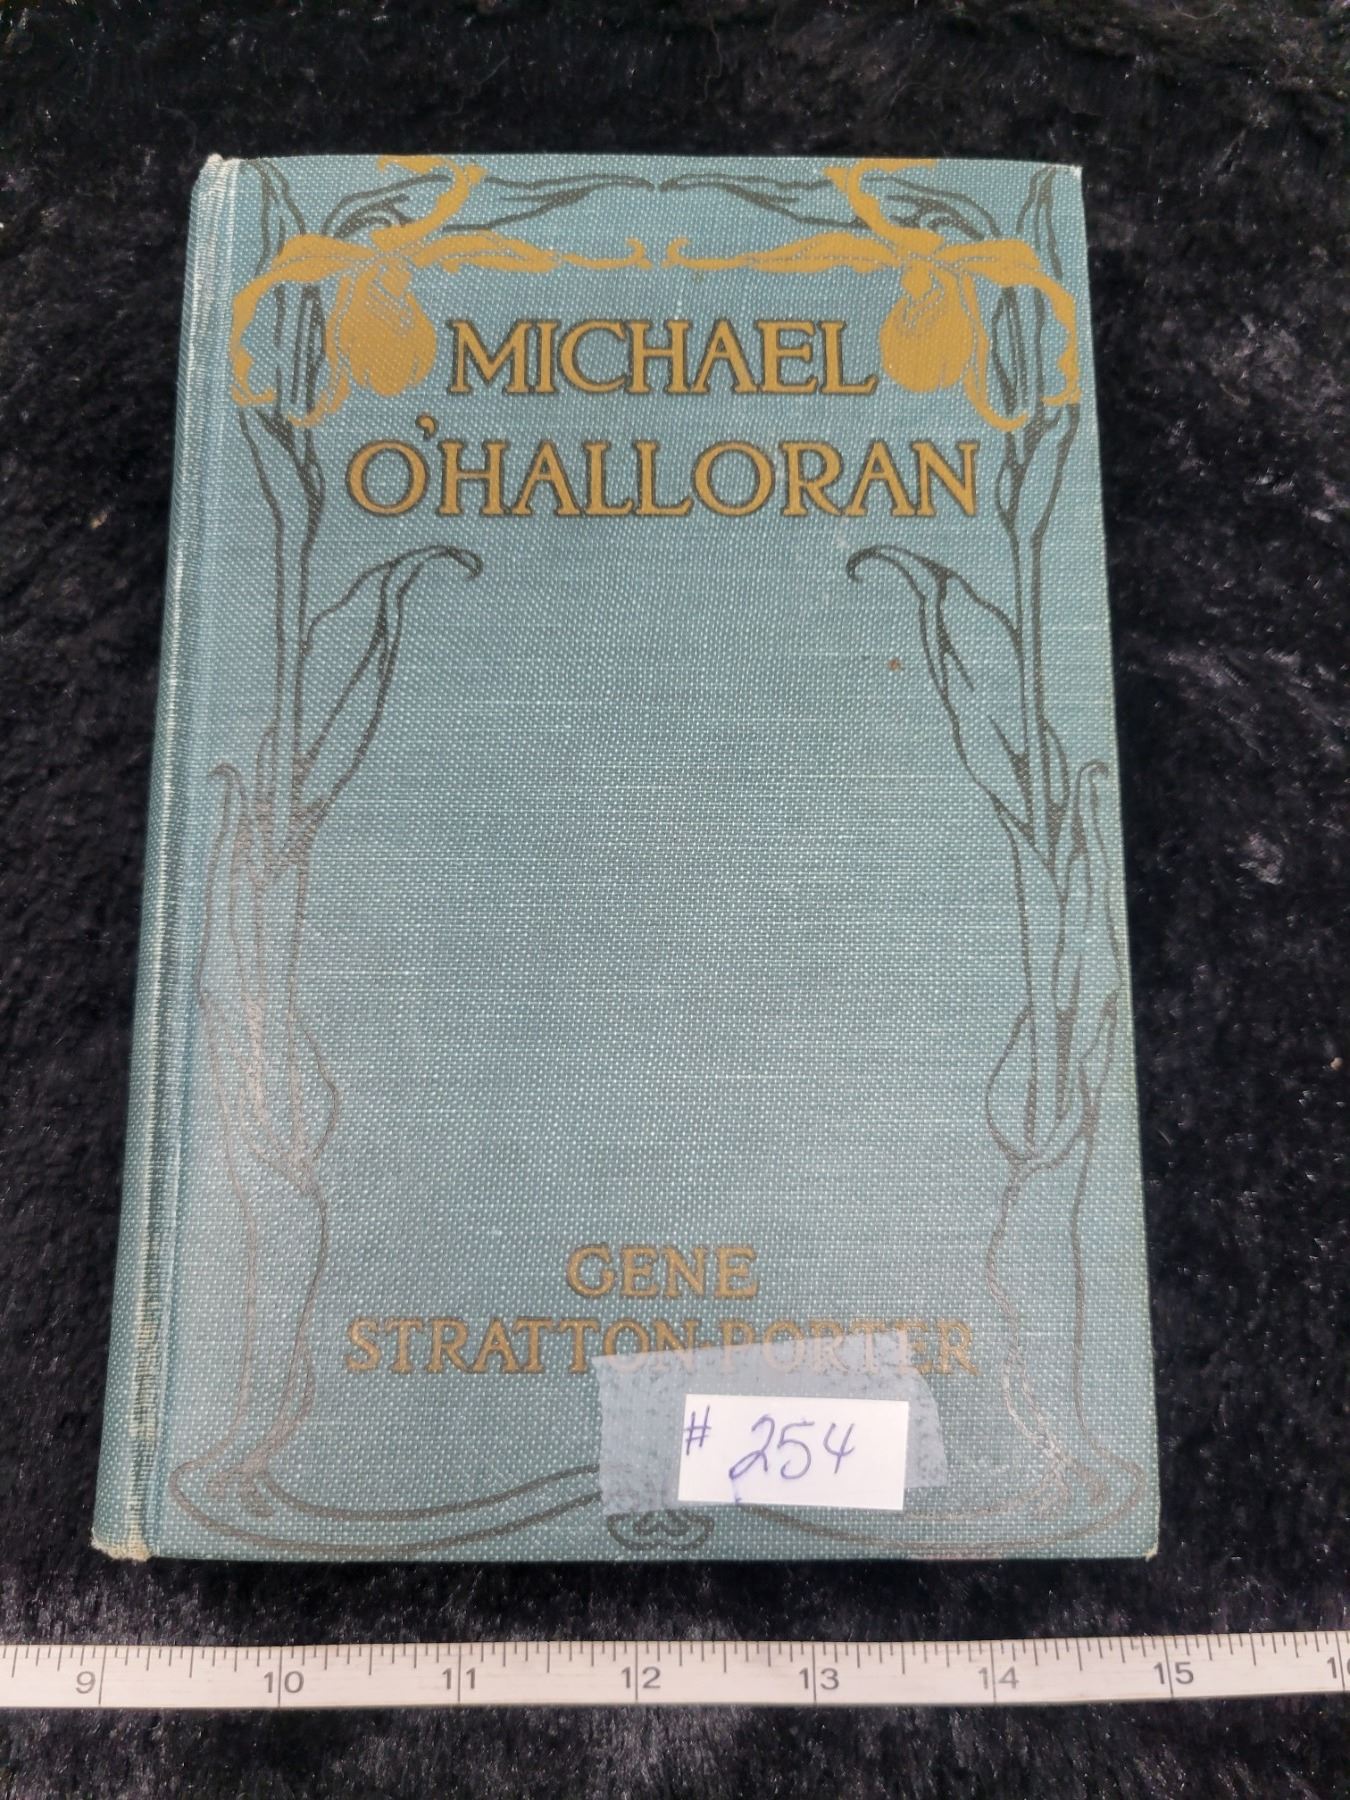 MICHAEL
O'HALLORAN
GENE
STRATTON-PORTER
# 254
9 10 11 12 13 14 15